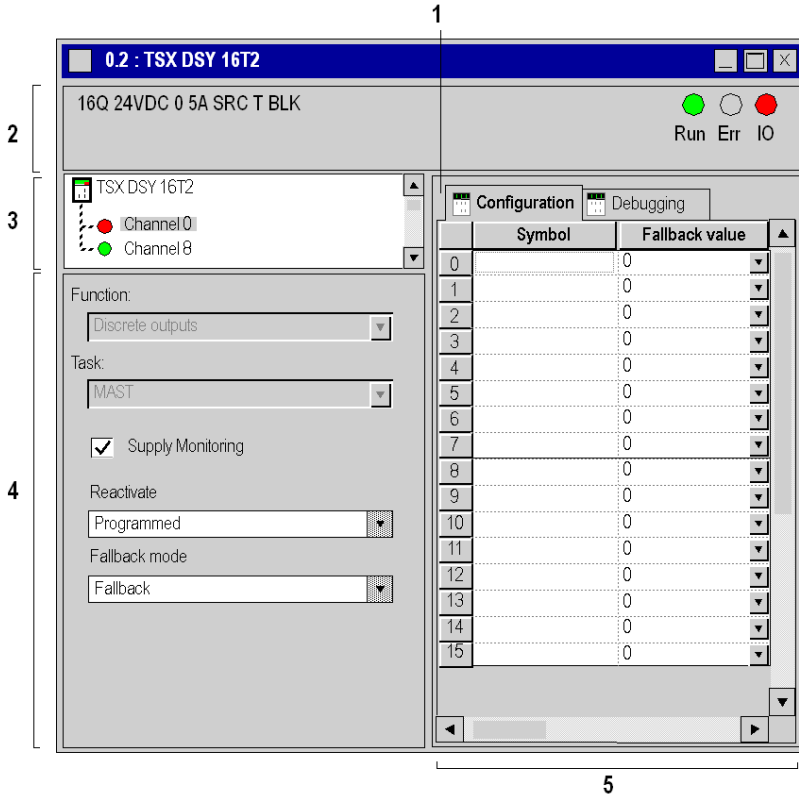 1
0.2 : TSX DSY 16T2
16Q 24VDC 0 5A SRC T BLK
Run Err IO
2
TSX DSY 16T2
Channel 0
Channel 8
3
Configuration
Debugging
Symbol Fallback value
0 0
1 0
2 0
3 0
4 0
5 0
6 0
7 0
8 0
9 0
10 0
11 0
12 0
13 0
14 0
15 0
Function:
Discrete outputs
Task:
MAST
Supply Monitoring
4
Reactivate
Programmed
Fallback mode
Fallback
5